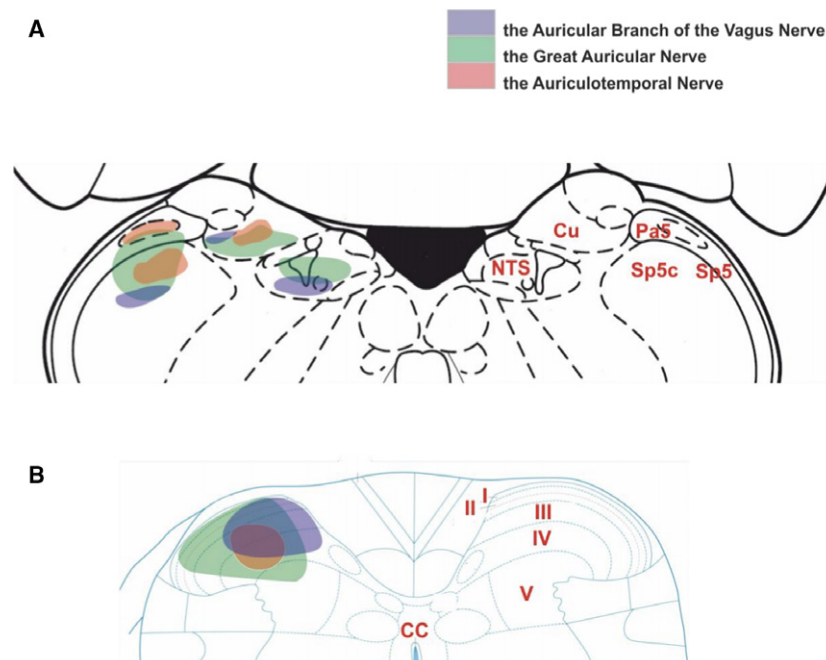 A
the Auricular Branch of the Vagus Nerve
the Great Auricular Nerve
the Auriculotemporal Nerve
Cu
Pa5
NTS
Sp5c
Sp5
B
I
II
III
IV
V
CC